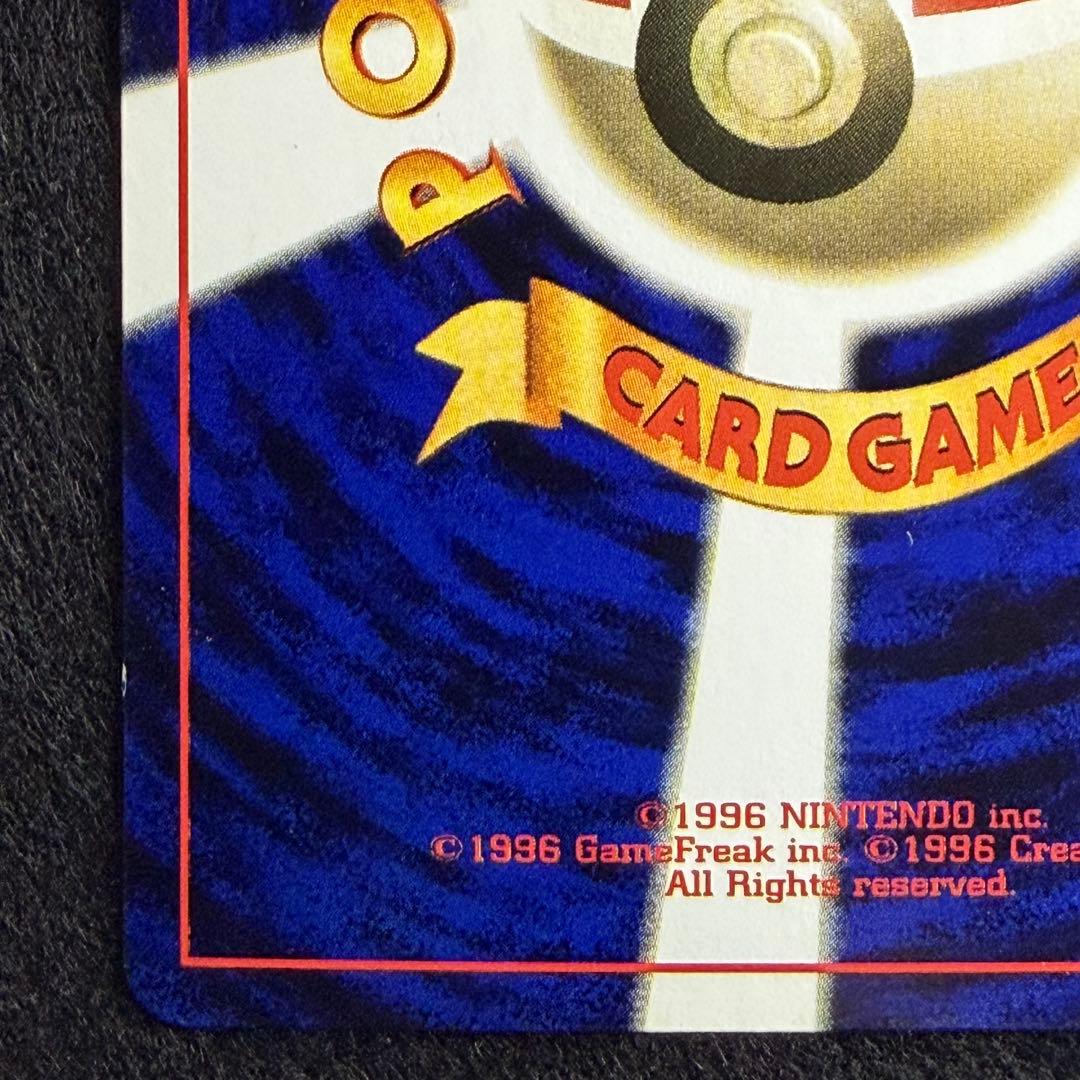 PO
CARD GAME
©1996 NINTENDO inc.
©1996 GameFreak inc. ©1996 Crea
All Rights reserved.